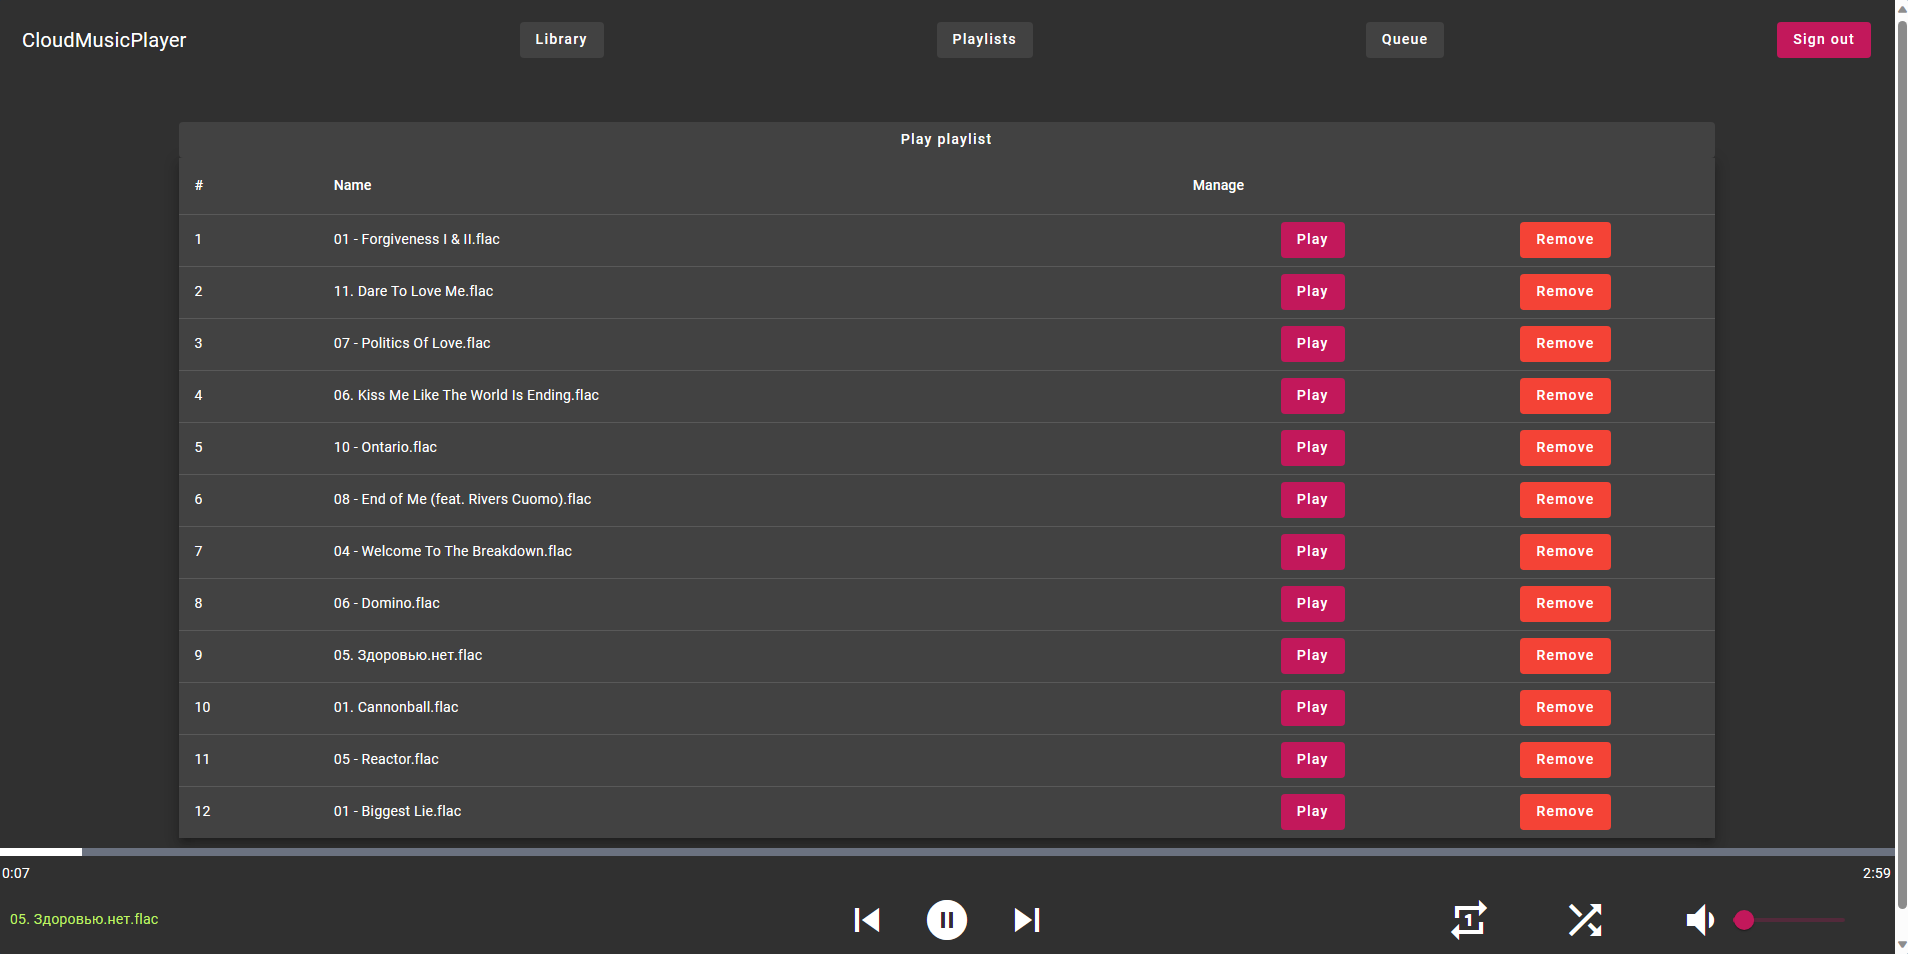 CloudMusicPlayer Library Playlists Queue Sign out
Play playlist
# Name Manage
1 01 - Forgiveness I & II.flac Play Remove
2 11. Dare To Love Me.flac Play Remove
3 07 - Politics Of Love.flac Play Remove
4 06. Kiss Me Like The World Is Ending.flac Play Remove
5 10 - Ontario.flac Play Remove
6 08 - End of Me (feat. Rivers Cuomo).flac Play Remove
7 04 - Welcome To The Breakdown.flac Play Remove
8 06 - Domino.flac Play Remove
9 05. Здоровью.нет.flac Play Remove
10 01. Cannonball.flac Play Remove
11 05 - Reactor.flac Play Remove
12 01 - Biggest Lie.flac Play Remove
0:07 2:59
05. Здоровью.нет.flac 1